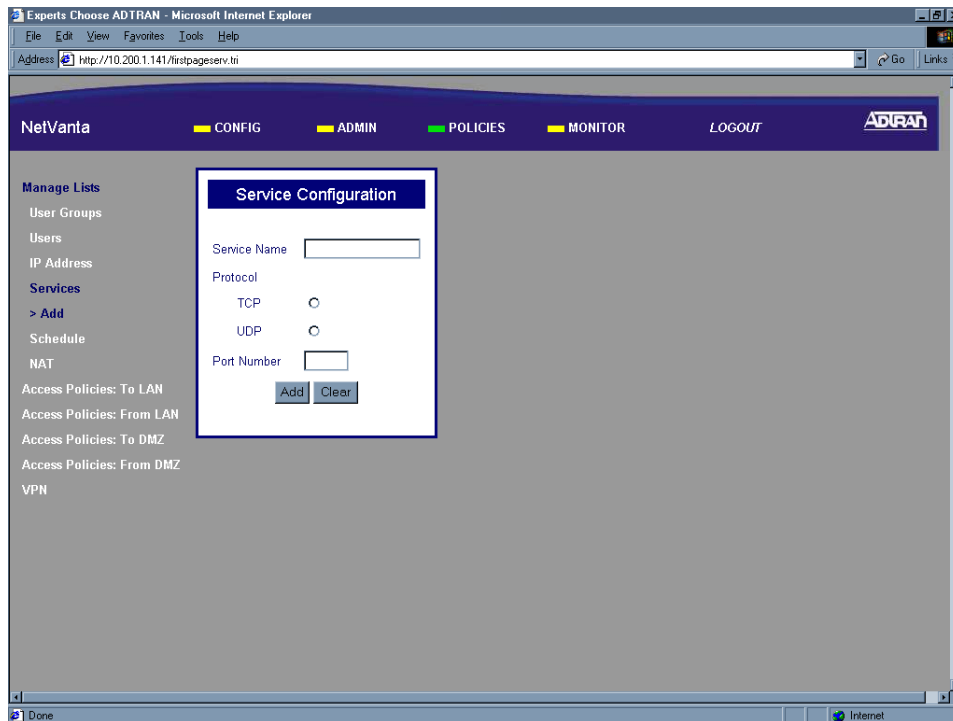 Experts Choose ADTRAN - Microsoft Internet Explorer
File Edit View Favorites Tools Help
Address http://10.200.1.141/firstpageserv.tri Go Links
NetVanta CONFIG ADMIN POLICIES MONITOR LOGOUT ADTRAN
Manage Lists
User Groups
Users
IP Address
Services
> Add
Schedule
NAT
Access Policies: To LAN
Access Policies: From LAN
Access Policies: To DMZ
Access Policies: From DMZ
VPN
Service Configuration
Service Name
Protocol
TCP
UDP
Port Number
Add Clear
Done Internet